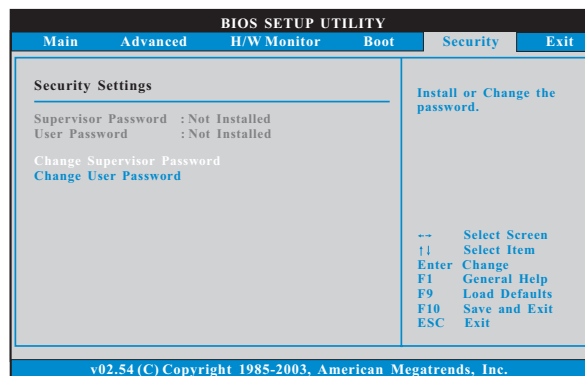 BIOS SETUP UTILITY
Main Advanced H/W Monitor Boot Security Exit
Security Settings
Supervisor Password : Not Installed
User Password : Not Installed
Change Supervisor Password
Change User Password
Install or Change the
password.
←→ Select Screen
↑↓ Select Item
Enter Change
F1 General Help
F9 Load Defaults
F10 Save and Exit
ESC Exit
v02.54 (C) Copyright 1985-2003, American Megatrends, Inc.